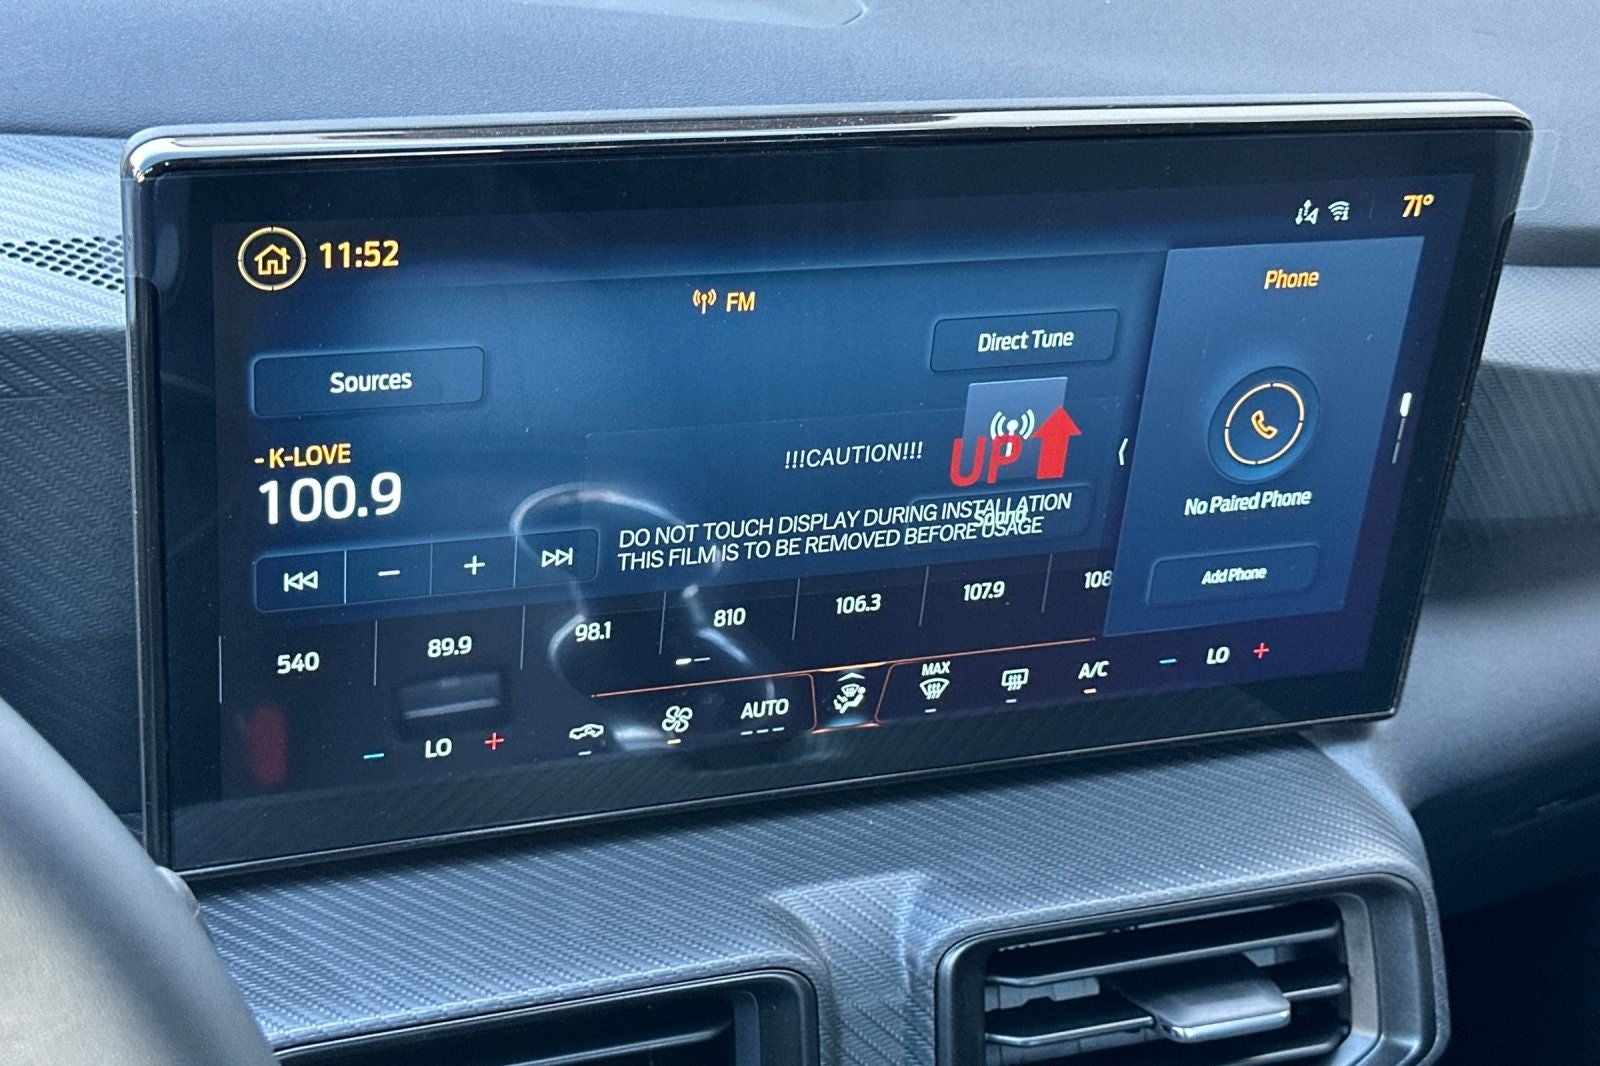 11:52
71°
FM
Phone
Sources
Direct Tune
- K-LOVE
100.9
!!!CAUTION!!!
UP
DO NOT TOUCH DISPLAY DURING INSTALLATION
THIS FILM IS TO BE REMOVED BEFORE USAGE
Sound
No Paired Phone
Add Phone
540
89.9
98.1
810
106.3
107.9
108
LO
AUTO
MAX
A/C
LO